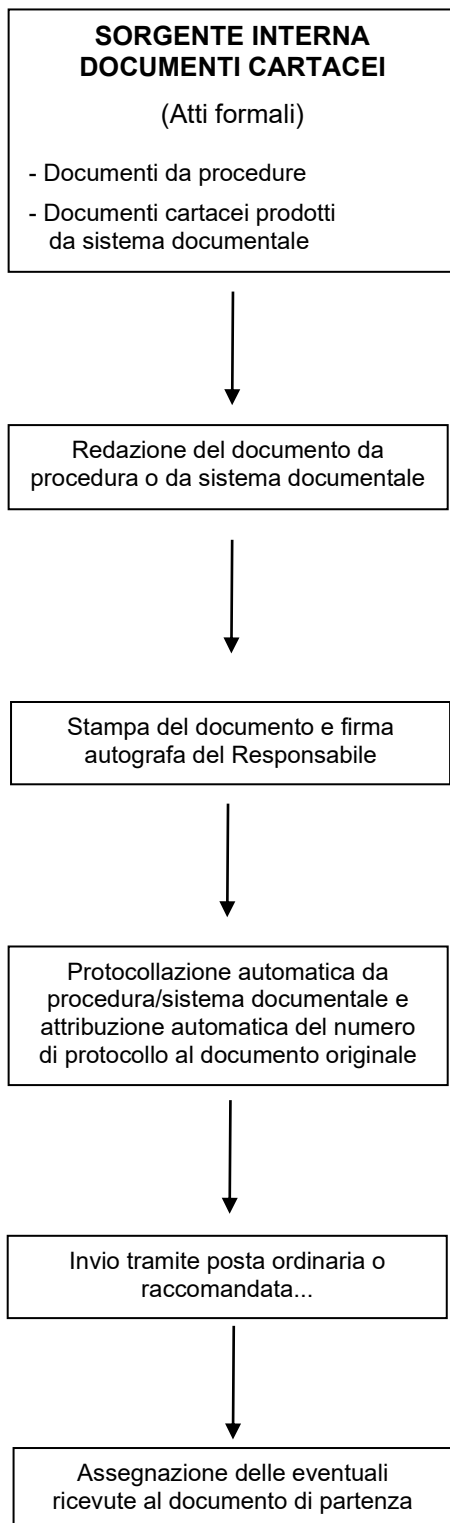 SORGENTE INTERNA
DOCUMENTI CARTACEI
(Atti formali)
- Documenti da procedure
- Documenti cartacei prodotti
da sistema documentale
Redazione del documento da
procedura o da sistema documentale
Stampa del documento e firma
autografa del Responsabile
Protocollazione automatica da
procedura/sistema documentale e
attribuzione automatica del numero
di protocollo al documento originale
Invio tramite posta ordinaria o
raccomandata...
Assegnazione delle eventuali
ricevute al documento di partenza